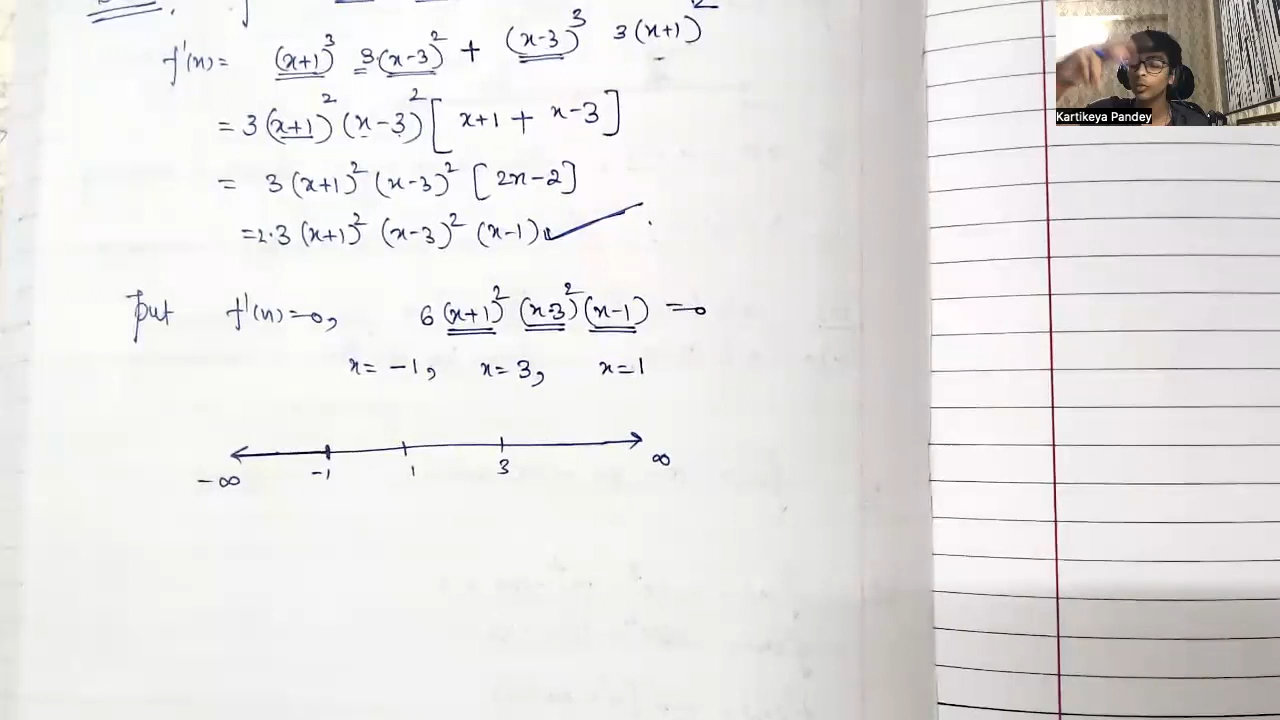 f'(x) = (x+1)³ 3(x-3)² + (x-3)³ 3(x+1)²
= 3(x+1)² (x-3)² [x+1 + x-3]
= 3(x+1)² (x-3)² [2x-2]
=2·3(x+1)² (x-3)² (x-1)
put f'(x)=0, 6(x+1)² (x-3)² (x-1) =0
x= -1, x= 3, x=1
-∞ -1 1 3 ∞
Kartikeya Pandey